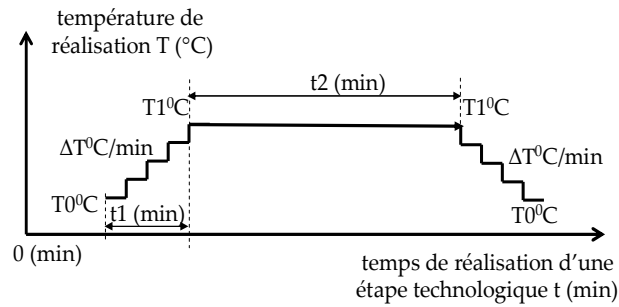 température de
réalisation T (°C)
t2 (min)
T1⁰C
T1⁰C
ΔT⁰C/min
ΔT⁰C/min
T0⁰C
t1 (min)
T0⁰C
0 (min)
temps de réalisation d'une
étape technologique t (min)